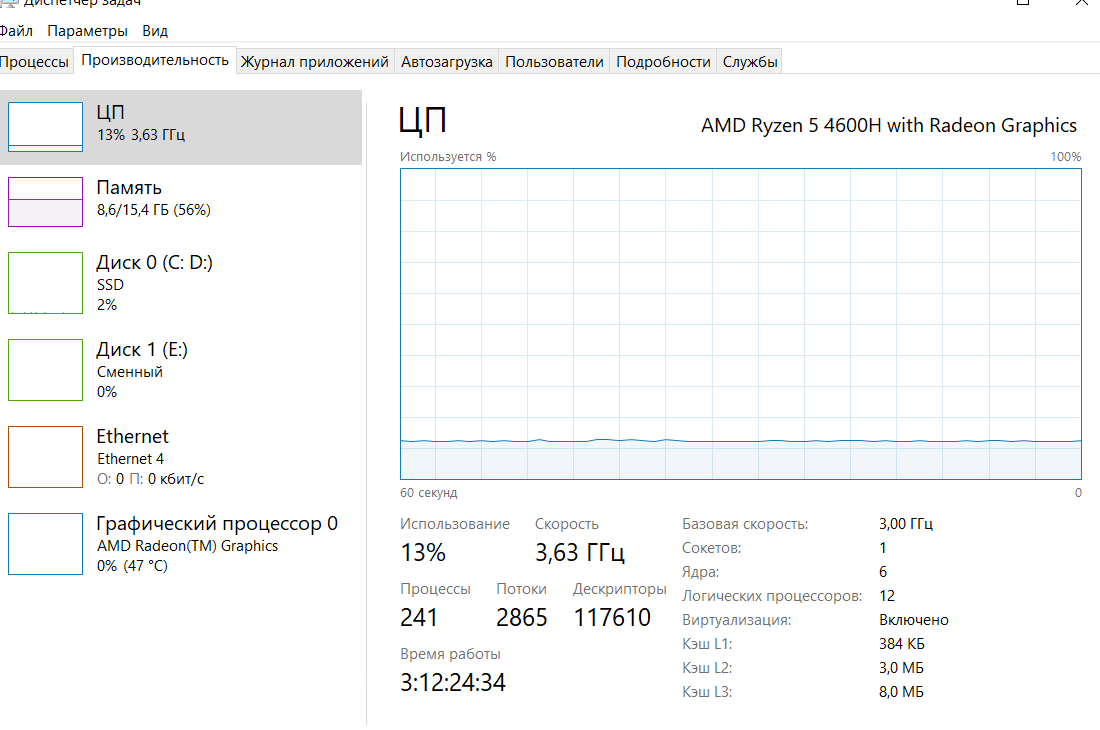 Диспетчер задач
Файл Параметры Вид
Процессы Производительность Журнал приложений Автозагрузка Пользователи Подробности Службы
ЦП
13% 3,63 ГГц
Память
8,6/15,4 ГБ (56%)
Диск 0 (C: D:)
SSD
2%
Диск 1 (E:)
Сменный
0%
Ethernet
Ethernet 4
О: 0 П: 0 кбит/с
Графический процессор 0
AMD Radeon(TM) Graphics
0% (47 °C)
ЦП AMD Ryzen 5 4600H with Radeon Graphics
Используется % 100%
60 секунд 0
Использование Скорость
13% 3,63 ГГц
Процессы Потоки Дескрипторы
241 2865 117610
Время работы
3:12:24:34
Базовая скорость: 3,00 ГГц
Сокетов: 1
Ядра: 6
Логических процессоров: 12
Виртуализация: Включено
Кэш L1: 384 КБ
Кэш L2: 3,0 МБ
Кэш L3: 8,0 МБ